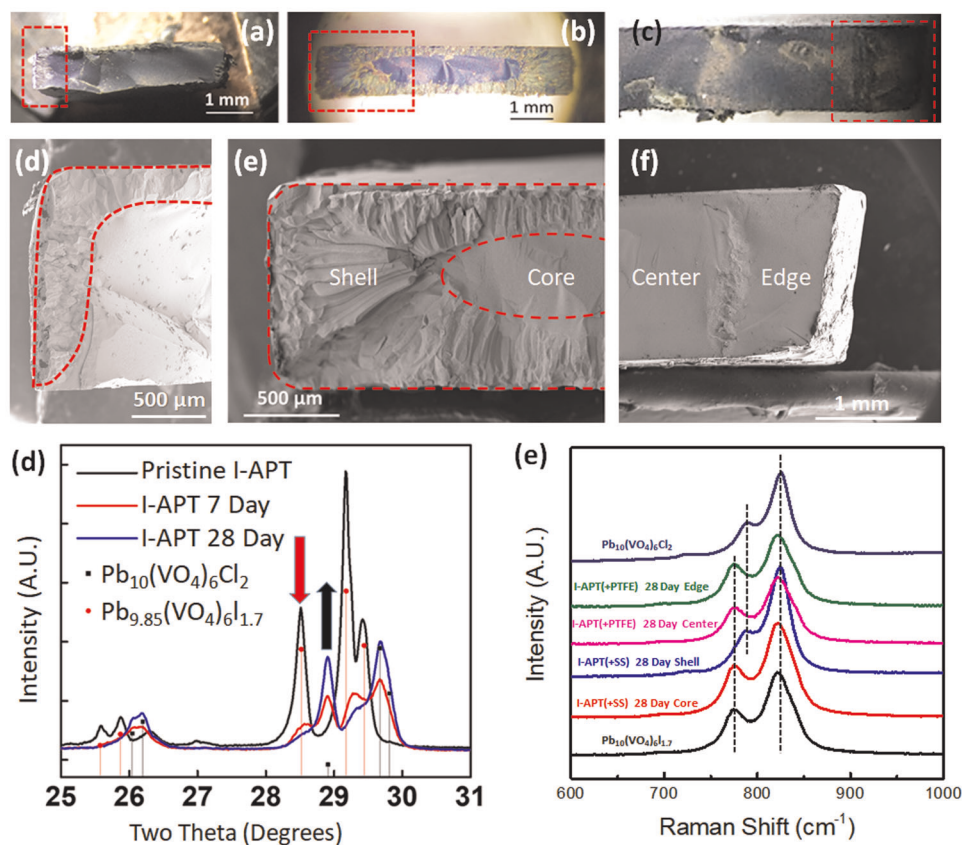 (a)
1 mm
(b)
1 mm
(c)
(d)
500 μm
(e)
Shell
Core
500 μm
(f)
Center
Edge
1 mm
(d)
Pristine I-APT
I-APT 7 Day
I-APT 28 Day
Pb₁₀(VO₄)₆Cl₂
Pb₉.₈₅(VO₄)₆I₁.₇
Intensity (A.U.)
25 26 27 28 29 30 31
Two Theta (Degrees)
(e)
Pb₁₀(VO₄)₆Cl₂
I-APT(+PTFE) 28 Day Edge
I-APT(+PTFE) 28 Day Center
I-APT(+SS) 28 Day Shell
I-APT(+SS) 28 Day Core
Pb₁₀(VO₄)₆I₁.₇
Intensity (A.U.)
600 700 800 900 1000
Raman Shift (cm⁻¹)